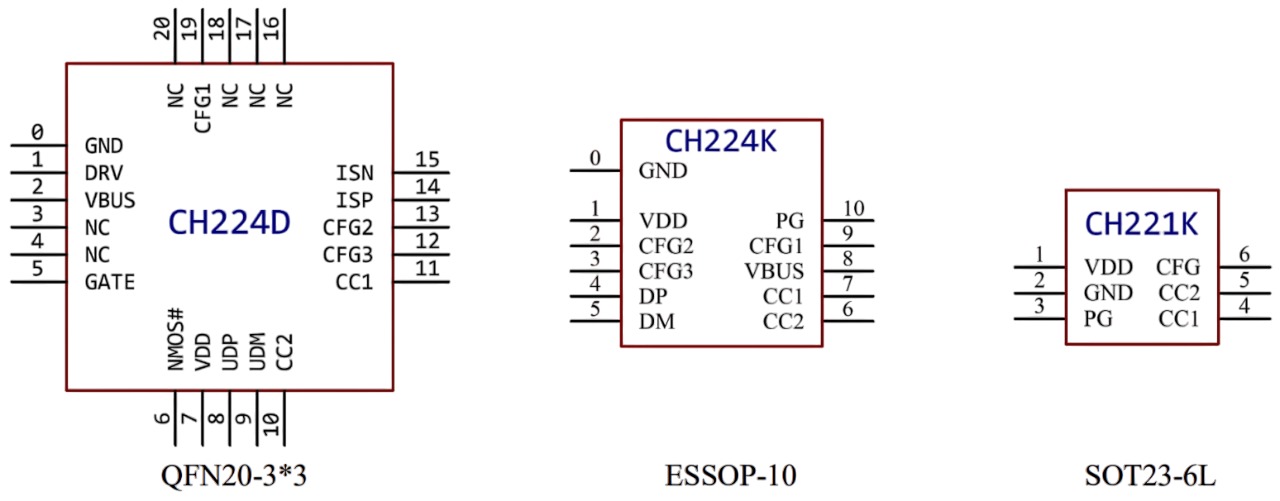 20 19 18 17 16
NC CFG1 NC NC NC
0 GND
1 DRV ISN 15
2 VBUS ISP 14
3 NC CH224D CFG2 13
4 NC CFG3 12
5 GATE CC1 11
NMOS# VDD UDP UDM CC2
6 7 8 9 10
QFN20-3*3
CH224K
0 GND
1 VDD PG 10
2 CFG2 CFG1 9
3 CFG3 VBUS 8
4 DP CC1 7
5 DM CC2 6
ESSOP-10
CH221K
1 VDD CFG 6
2 GND CC2 5
3 PG CC1 4
SOT23-6L